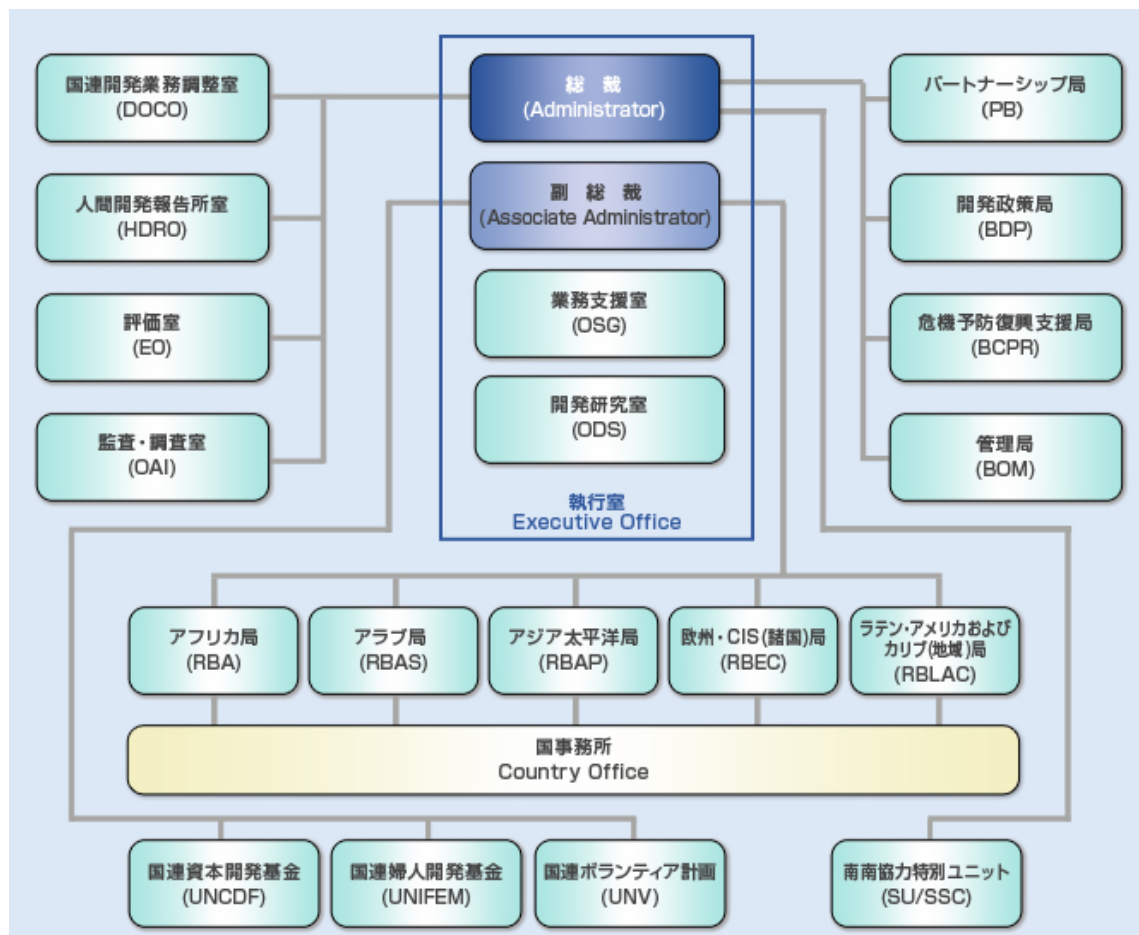 国連開発業務調整室
(DOCO)
人間開発報告所室
(HDRO)
評価室
(EO)
監査・調査室
(OAI)
総 裁
(Administrator)
副 総 裁
(Associate Administrator)
業務支援室
(OSG)
開発研究室
(ODS)
執行室
Executive Office
パートナーシップ局
(PB)
開発政策局
(BDP)
危機予防復興支援局
(BCPR)
管理局
(BOM)
アフリカ局
(RBA)
アラブ局
(RBAS)
アジア太平洋局
(RBAP)
欧州・CIS(諸国)局
(RBEC)
ラテン・アメリカおよび
カリブ(地域)局
(RBLAC)
国事務所
Country Office
国連資本開発基金
(UNCDF)
国連婦人開発基金
(UNIFEM)
国連ボランティア計画
(UNV)
南南協力特別ユニット
(SU/SSC)